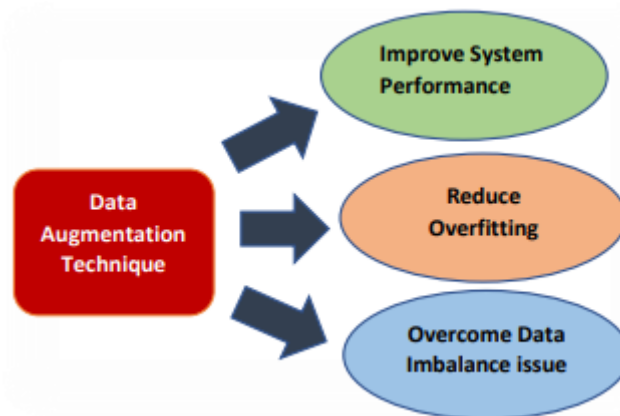 Data
Augmentation
Technique
Improve System
Performance
Reduce
Overfitting
Overcome Data
Imbalance issue